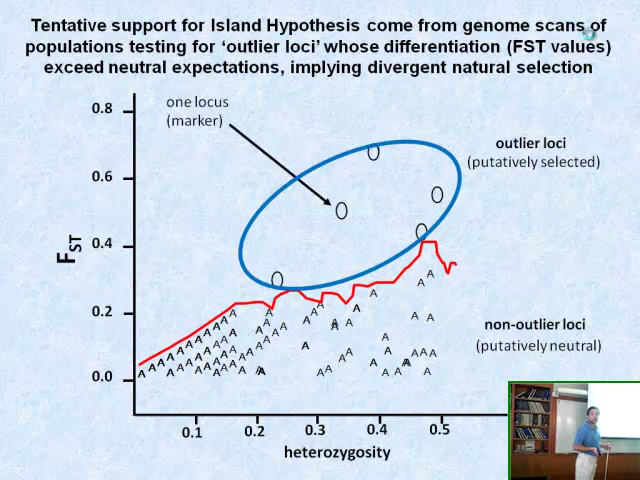 Tentative support for Island Hypothesis come from genome scans of
populations testing for ‘outlier loci’ whose differentiation (FST values)
exceed neutral expectations, implying divergent natural selection
one locus
(marker)
outlier loci
(putatively selected)
non-outlier loci
(putatively neutral)
FST
0.8
0.6
0.4
0.2
0.0
0.1 0.2 0.3 0.4 0.5
heterozygosity